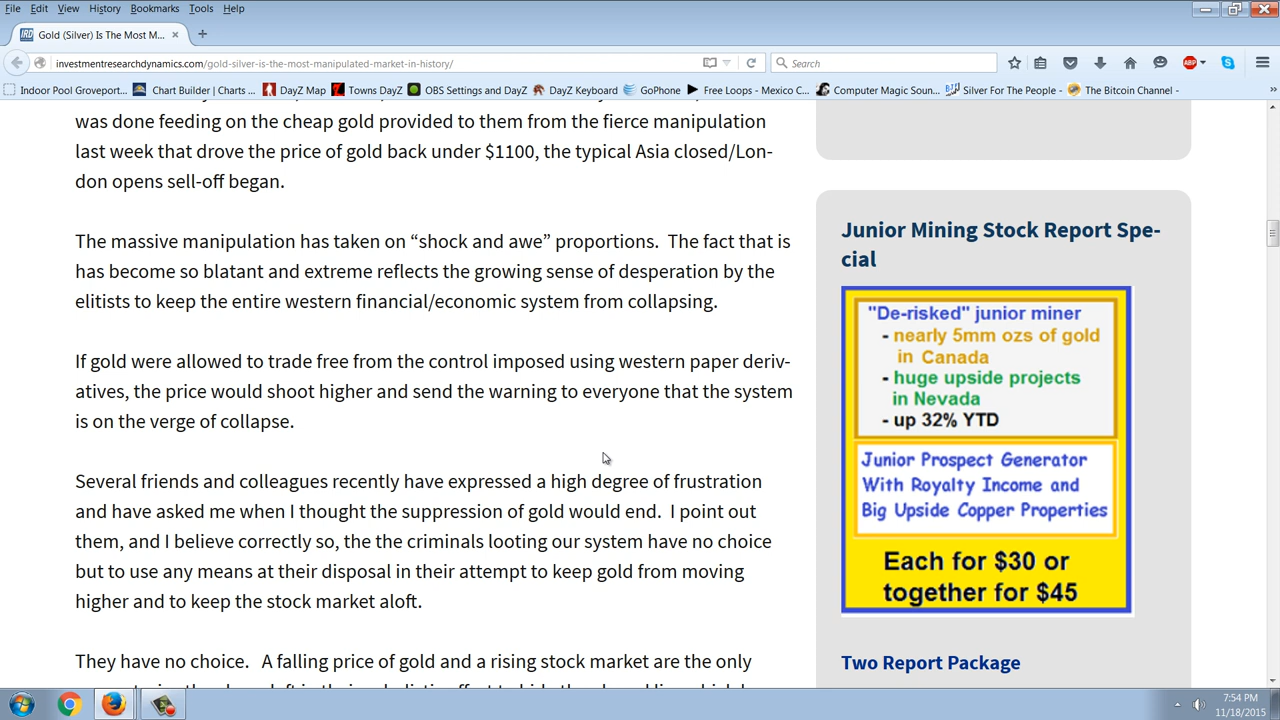 File Edit View History Bookmarks Tools Help
Gold (Silver) Is The Most M...
investmentresearchdynamics.com/gold-silver-is-the-most-manipulated-market-in-history/
Search
ABP
Indoor Pool Groveport... Chart Builder | Charts ... DayZ Map Towns DayZ OBS Settings and DayZ DayZ Keyboard GoPhone Free Loops - Mexico C... Computer Magic Soun... Silver For The People - ... The Bitcoin Channel -
was done feeding on the cheap gold provided to them from the fierce manipulation
last week that drove the price of gold back under $1100, the typical Asia closed/Lon-
don opens sell-off began.
The massive manipulation has taken on “shock and awe” proportions. The fact that is
has become so blatant and extreme reflects the growing sense of desperation by the
elitists to keep the entire western financial/economic system from collapsing.
If gold were allowed to trade free from the control imposed using western paper deriv-
atives, the price would shoot higher and send the warning to everyone that the system
is on the verge of collapse.
Several friends and colleagues recently have expressed a high degree of frustration
and have asked me when I thought the suppression of gold would end. I point out
them, and I believe correctly so, the the criminals looting our system have no choice
but to use any means at their disposal in their attempt to keep gold from moving
higher and to keep the stock market aloft.
They have no choice. A falling price of gold and a rising stock market are the only
Junior Mining Stock Report Spe-
cial
"De-risked" junior miner
- nearly 5mm ozs of gold
in Canada
- huge upside projects
in Nevada
- up 32% YTD
Junior Prospect Generator
With Royalty Income and
Big Upside Copper Properties
Each for $30 or
together for $45
Two Report Package
7:54 PM
11/18/2015